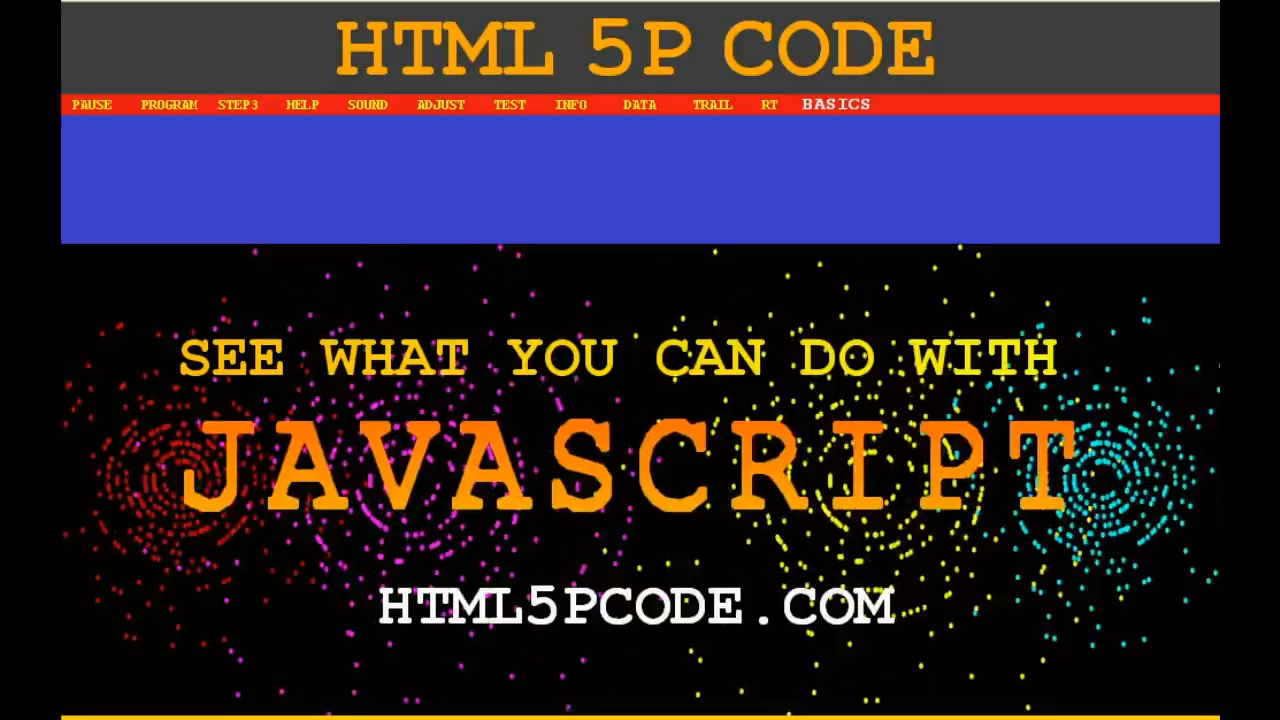 HTML 5P CODE
PAUSE PROGRAM STEP3 HELP SOUND ADJUST TEST INFO DATA TRAIL RT BASICS
SEE WHAT YOU CAN DO WITH
JAVASCRIPT
HTML5PCODE.COM